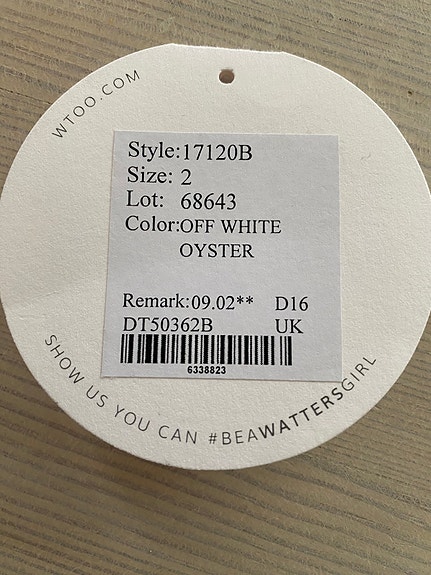 WTOO.COM
Style:17120B
Size: 2
Lot: 68643
Color:OFF WHITE
OYSTER
Remark:09.02** D16
DT50362B UK
6338823
SHOW US YOU CAN #BEAWATTERSGIRL